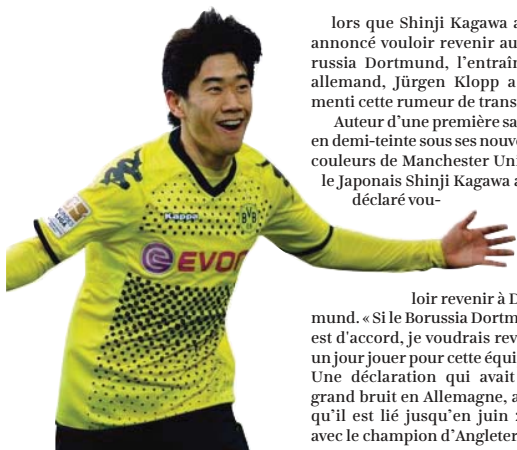 lors que Shinji Kagawa a
annoncé vouloir revenir au
russia Dortmund, l'entraîn
allemand, Jürgen Klopp a
menti cette rumeur de trans
Auteur d'une première sa
en demi-teinte sous ses nouve
couleurs de Manchester Uni
le Japonais Shinji Kagawa a
déclaré vou-
loir revenir à D
mund. « Si le Borussia Dortm
est d'accord, je voudrais rev
un jour jouer pour cette équi
Une déclaration qui avait
grand bruit en Allemagne, a
qu'il est lié jusqu'en juin
avec le champion d'Angleter
Kappa
BVB
EVON